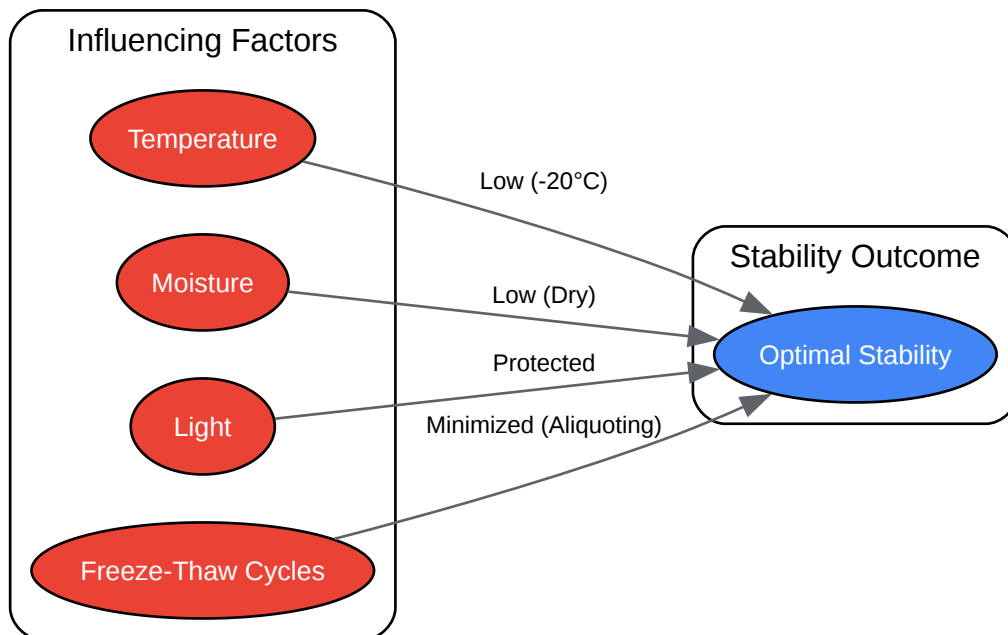 Influencing Factors
Temperature
Low (-20°C)
Stability Outcome
Moisture
Low (Dry)
Optimal Stability
Protected
Light
Minimized (Aliquoting)
Freeze-Thaw Cycles